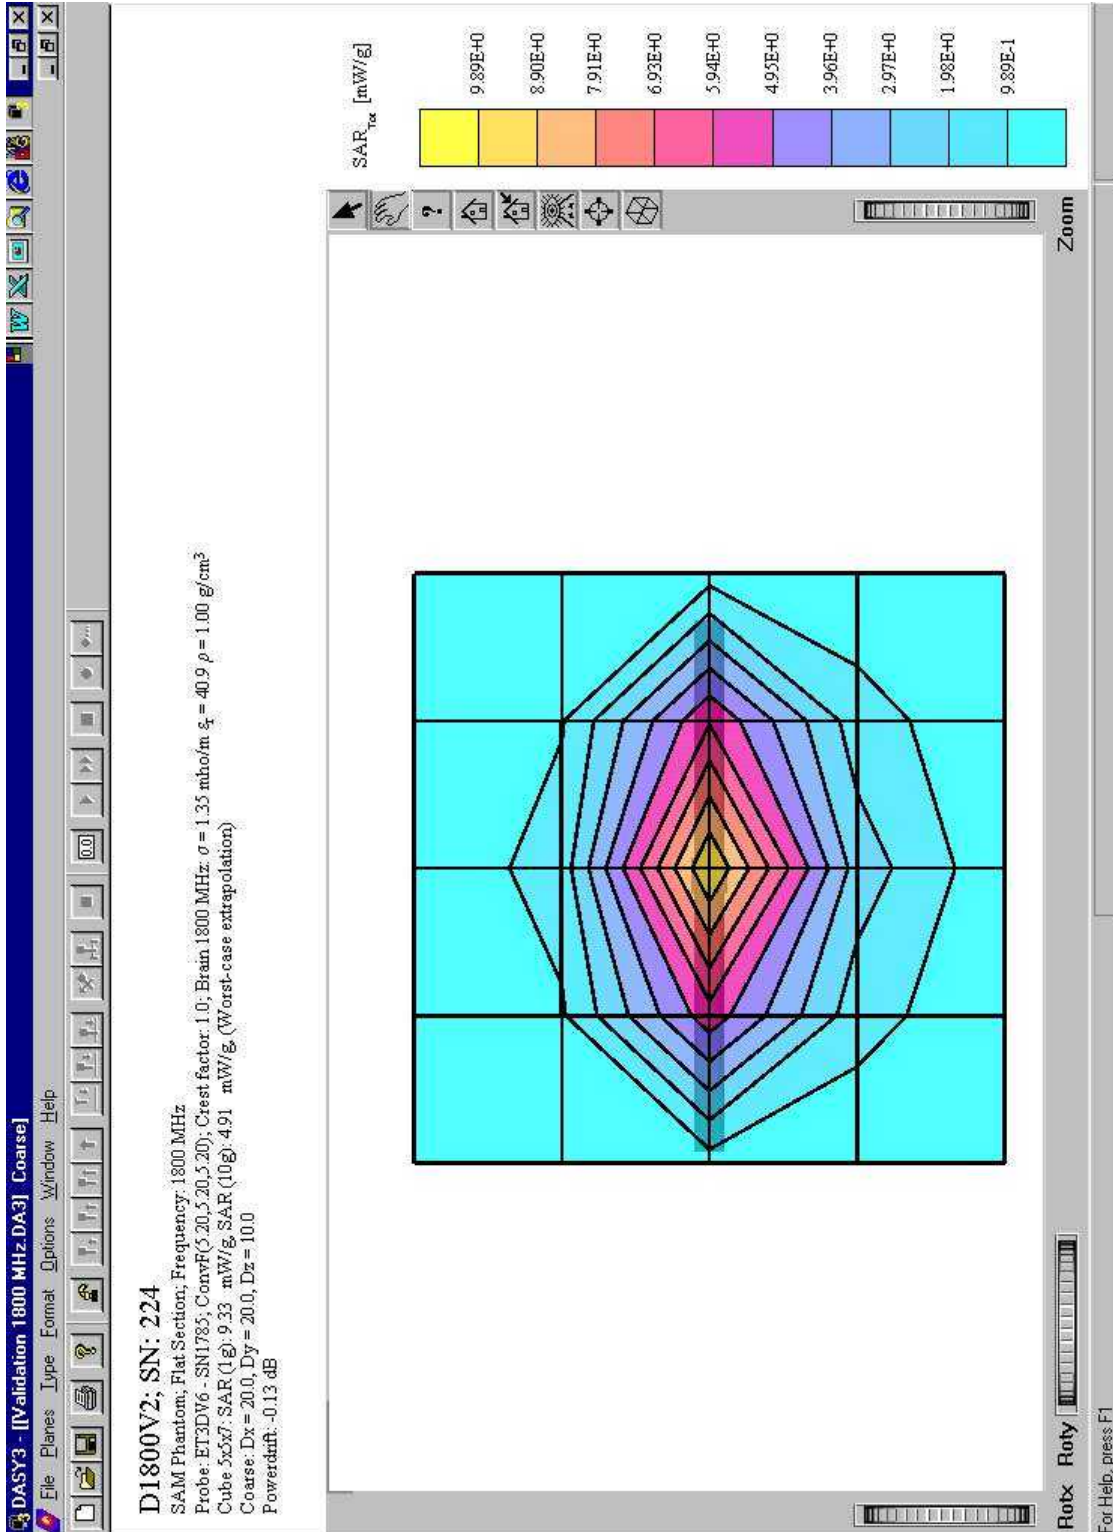 DASY3 - [[Validation 1800 MHz.DA3] Coarse]
File Planes Type Format Options Window Help
0.0
D1800V2; SN: 224
SAM Phantom; Flat Section; Frequency: 1800 MHz
Probe: ET3DV6 - SN1785; ConvF(5.20,5.20,5.20); Crest factor: 1.0; Brain 1800 MHz: σ = 1.35 mho/m εr = 40.9 ρ = 1.00 g/cm³
Cube 5x5x7: SAR (1g): 9.33 mW/g, SAR (10g): 4.91 mW/g, (Worst-case extrapolation)
Coarse: Dx = 20.0, Dy = 20.0, Dz = 10.0
Powerdrift: -0.13 dB
SARTot [mW/g]
9.89E+0
8.90E+0
7.91E+0
6.93E+0
5.94E+0
4.95E+0
3.96E+0
2.97E+0
1.98E+0
9.89E-1
Rotx Roty Zoom
For Help, press F1